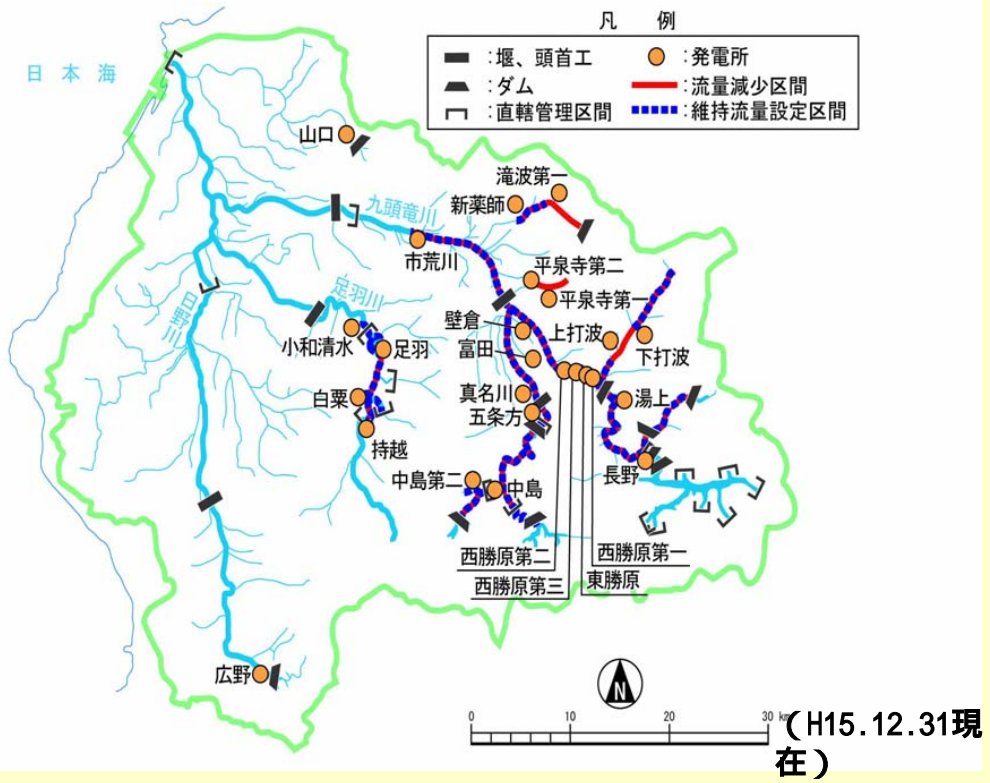 凡 例
:堰、頭首工
:発電所
:ダム
:流量減少区間
:直轄管理区間
:維持流量設定区間
日本海
山口
滝波第一
新薬師
九頭竜川
市荒川
平泉寺第二
平泉寺第一
足羽川
日野川
壁倉
上打波
下打波
小和清水
足羽
富田
白粟
真名川
湯上
五条方
持越
中島第二
中島
長野
西勝原第二
西勝原第一
西勝原第三
東勝原
広野
N
0 10 20 30 km
(H15.12.31現
在)